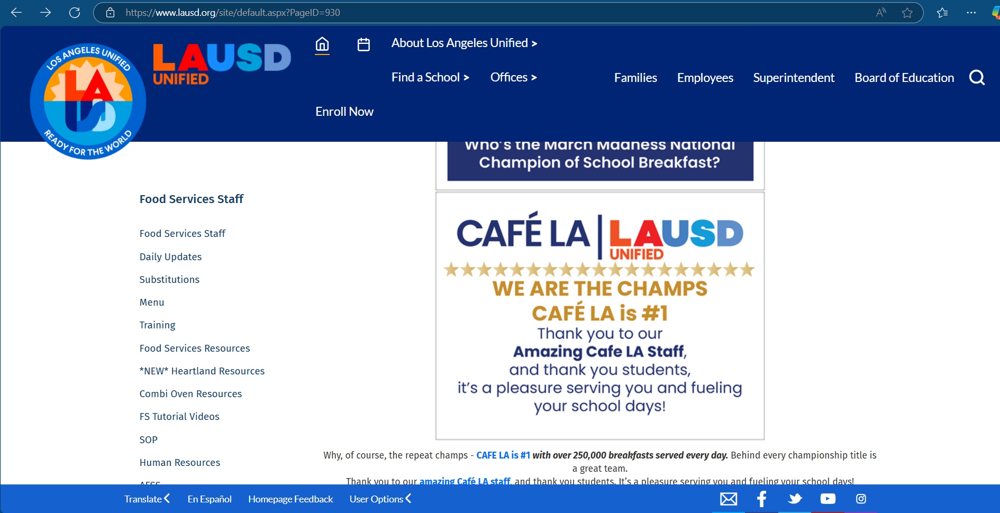 https://www.lausd.org/site/default.aspx?PageID=930
LOS ANGELES UNIFIED
LAUSD
READY FOR THE WORLD
LAUSD
UNIFIED
About Los Angeles Unified >
Find a School >
Offices >
Families
Employees
Superintendent
Board of Education
Enroll Now
Who's the March Madness National
Champion of School Breakfast?
Food Services Staff
Food Services Staff
Daily Updates
Substitutions
Menu
Training
Food Services Resources
*NEW* Heartland Resources
Combi Oven Resources
FS Tutorial Videos
SOP
Human Resources
AFSS
CAFÉ LA | LAUSD
UNIFIED
WE ARE THE CHAMPS
CAFÉ LA is #1
Thank you to our
Amazing Cafe LA Staff,
and thank you students,
it's a pleasure serving you and fueling
your school days!
Why, of course, the repeat champs - CAFE LA is #1 with over 250,000 breakfasts served every day. Behind every championship title is
a great team.
Thank you to our amazing Café LA staff, and thank you students. It's a pleasure serving you and fueling your school days!
Translate
En Español
Homepage Feedback
User Options